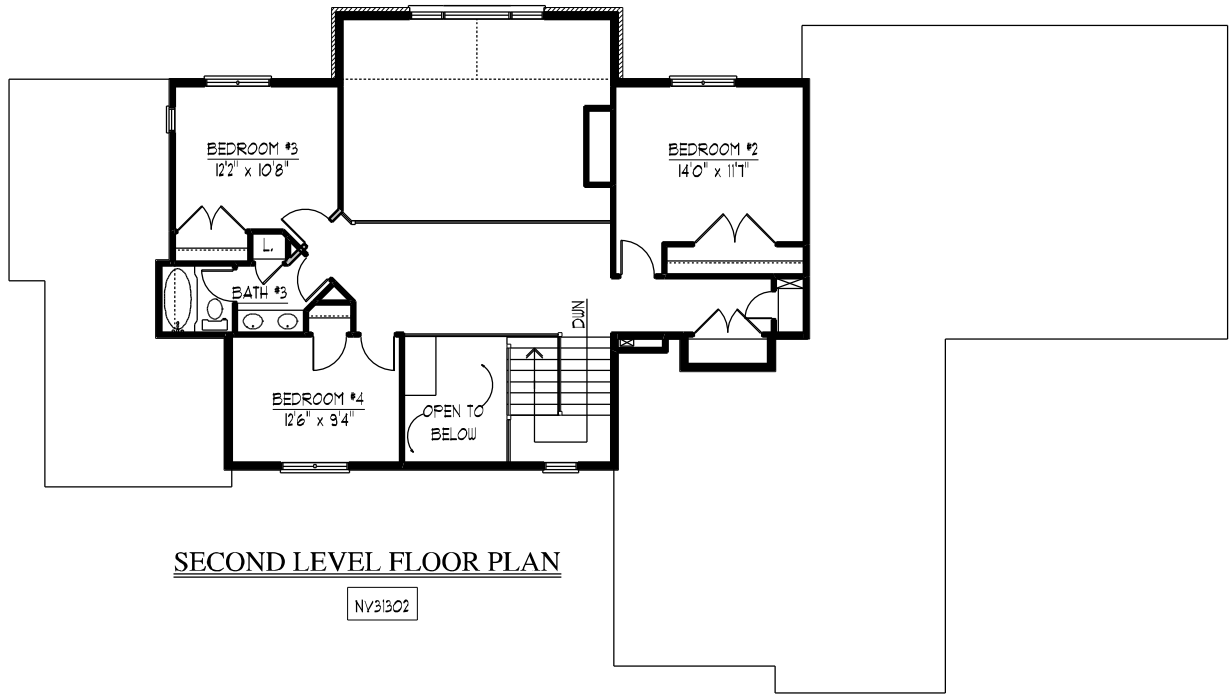 BEDROOM #3
12'2" x 10'8"
BEDROOM #2
14'0" x 11'7"
L.
BATH #3
DWN
BEDROOM #4
12'6" x 9'4"
OPEN TO
BELOW
SECOND LEVEL FLOOR PLAN
NV31302